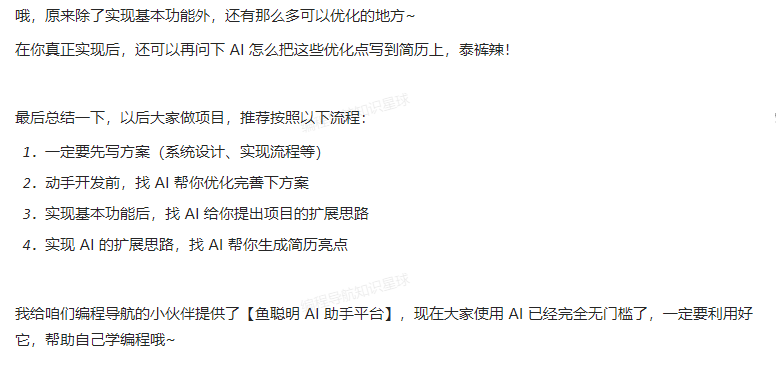 哦，原来除了实现基本功能外，还有那么多可以优化的地方~
在你真正实现后，还可以再问下 AI 怎么把这些优化点写到简历上，泰裤辣！
最后总结一下，以后大家做项目，推荐按照以下流程：
1. 一定要先写方案（系统设计、实现流程等）
2. 动手开发前，找 AI 帮你优化完善下方案
3. 实现基本功能后，找 AI 给你提出项目的扩展思路
4. 实现 AI 的扩展思路，找 AI 帮你生成简历亮点
编程导航知识星球
我给咱们编程导航的小伙伴提供了【鱼聪明 AI 助手平台】，现在大家使用 AI 已经完全无门槛了，一定要利用好
它，帮助自己学编程哦~